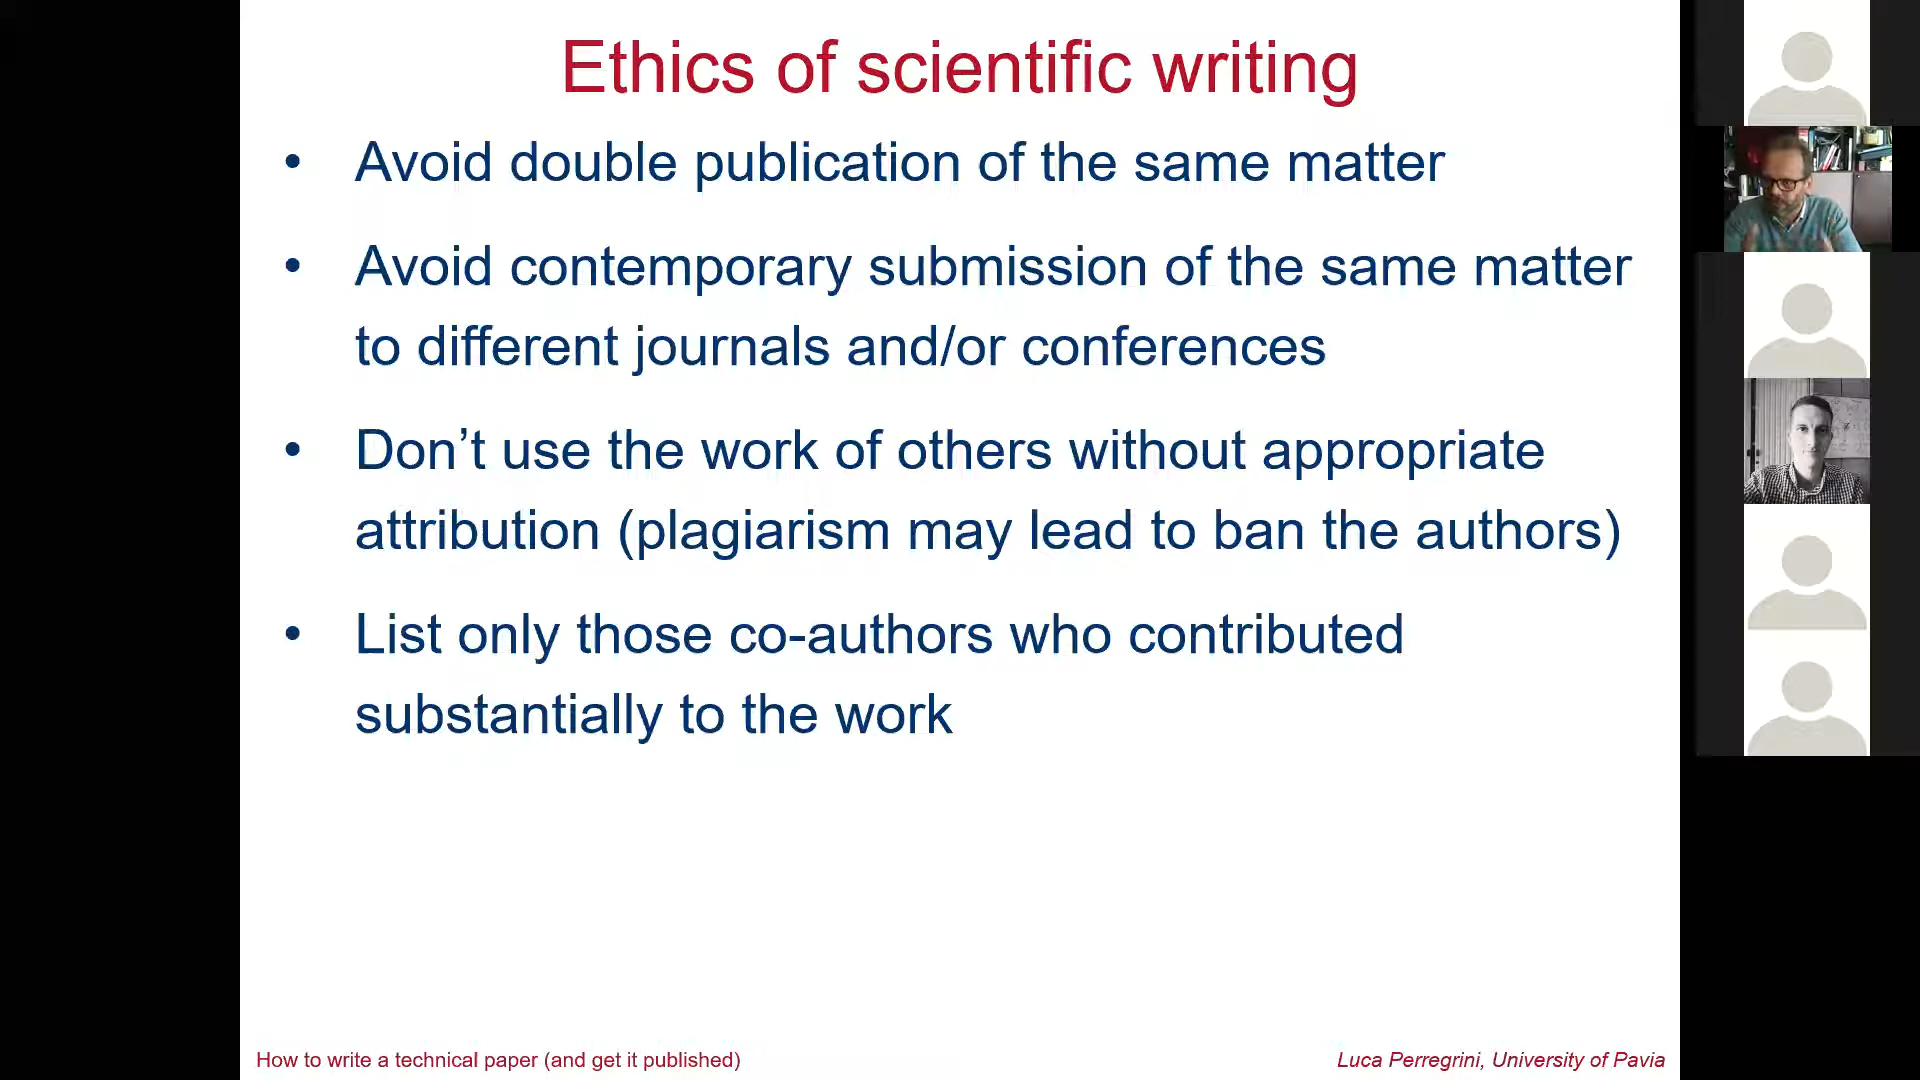 Ethics of scientific writing
• Avoid double publication of the same matter
• Avoid contemporary submission of the same matter
to different journals and/or conferences
• Don’t use the work of others without appropriate
attribution (plagiarism may lead to ban the authors)
• List only those co-authors who contributed
substantially to the work
How to write a technical paper (and get it published)
Luca Perregrini, University of Pavia